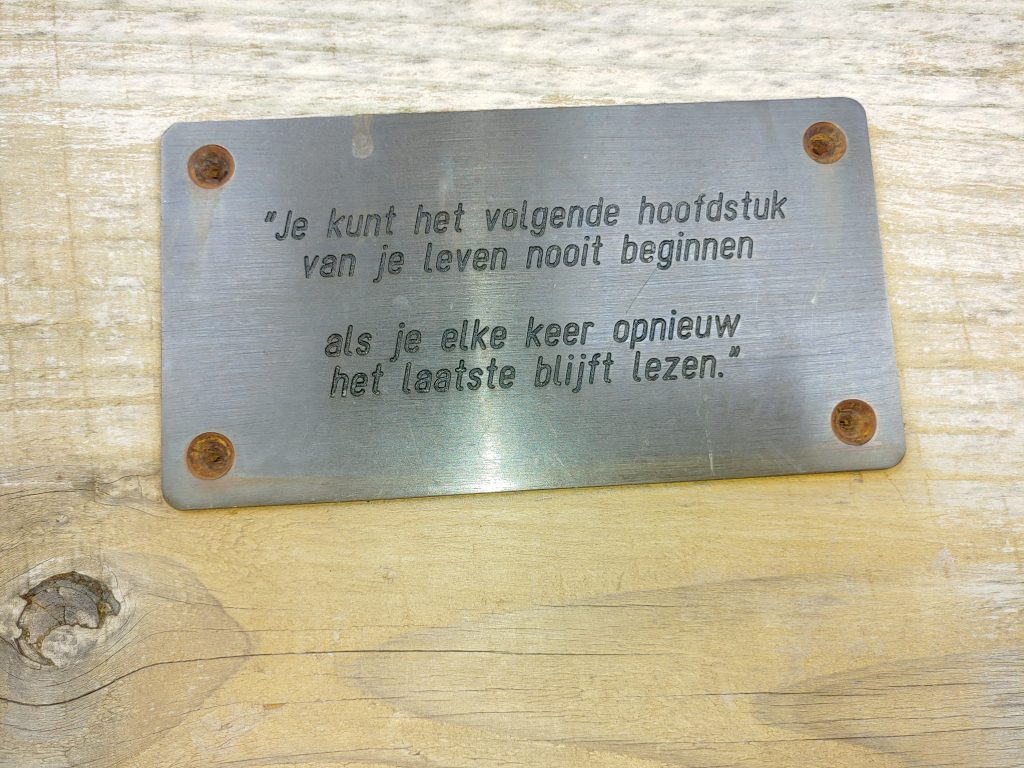 "Je kunt het volgende hoofdstuk
van je leven nooit beginnen
als je elke keer opnieuw
het laatste blijft lezen."